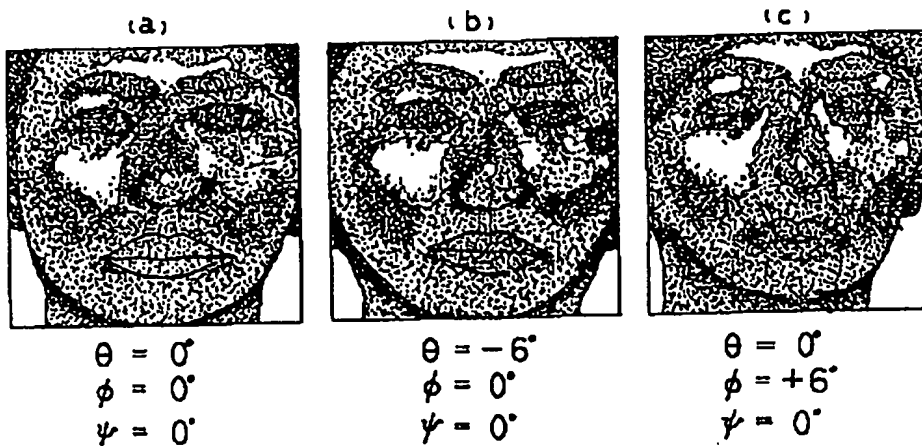 (a) (b) (c)
θ = 0° θ = -6° θ = 0°
ϕ = 0° ϕ = 0° ϕ = +6°
ψ = 0° ψ = 0° ψ = 0°